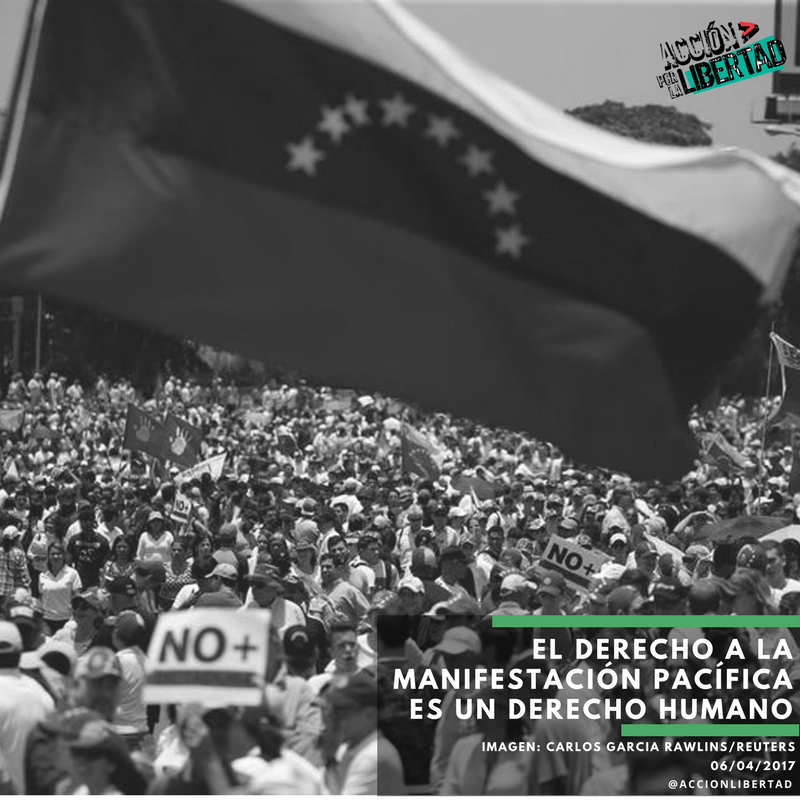 ACCIÓN
POR LA LIBERTAD
NO+
NO+
NO+
EL DERECHO A LA
MANIFESTACIÓN PACÍFICA
ES UN DERECHO HUMANO
IMAGEN: CARLOS GARCIA RAWLINS/REUTERS
06/04/2017
@ACCIONLIBERTAD